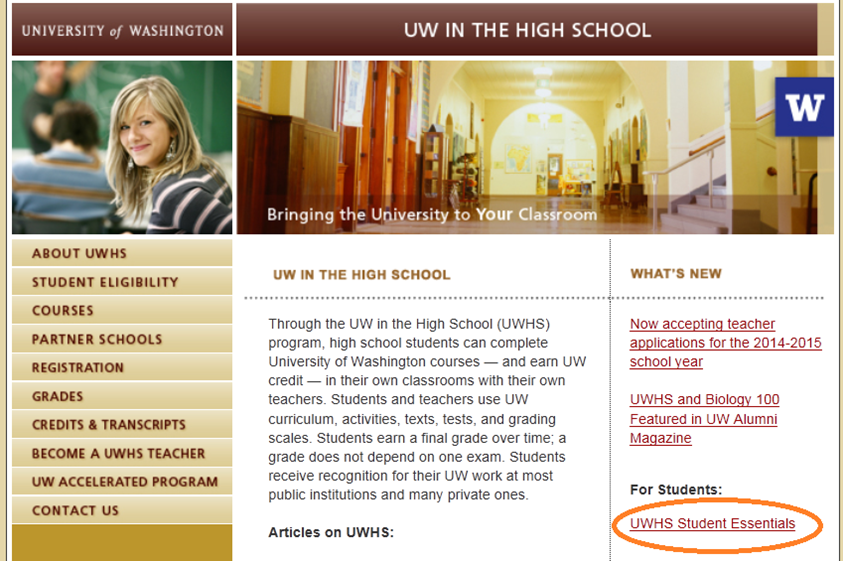 UNIVERSITY of WASHINGTON
UW IN THE HIGH SCHOOL
W
Bringing the University to Your Classroom
ABOUT UWHS
STUDENT ELIGIBILITY
COURSES
PARTNER SCHOOLS
REGISTRATION
GRADES
CREDITS & TRANSCRIPTS
BECOME A UWHS TEACHER
UW ACCELERATED PROGRAM
CONTACT US
UW IN THE HIGH SCHOOL
Through the UW in the High School (UWHS)
program, high school students can complete
University of Washington courses — and earn UW
credit — in their own classrooms with their own
teachers. Students and teachers use UW
curriculum, activities, texts, tests, and grading
scales. Students earn a final grade over time; a
grade does not depend on one exam. Students
receive recognition for their UW work at most
public institutions and many private ones.
Articles on UWHS:
WHAT'S NEW
Now accepting teacher
applications for the 2014-2015
school year
UWHS and Biology 100
Featured in UW Alumni
Magazine
For Students:
UWHS Student Essentials